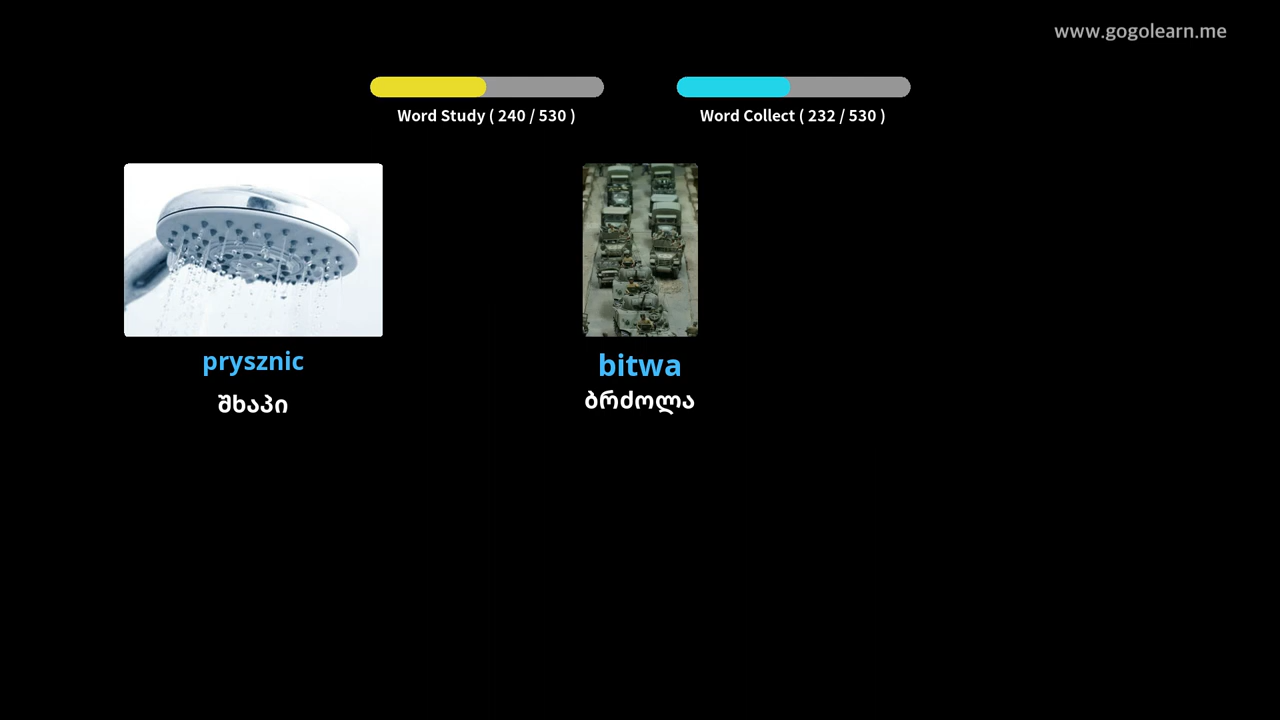 www.gogolearn.me
Word Study ( 240 / 530 )
Word Collect ( 232 / 530 )
prysznic
შხაპი
bitwa
ბრძოლა